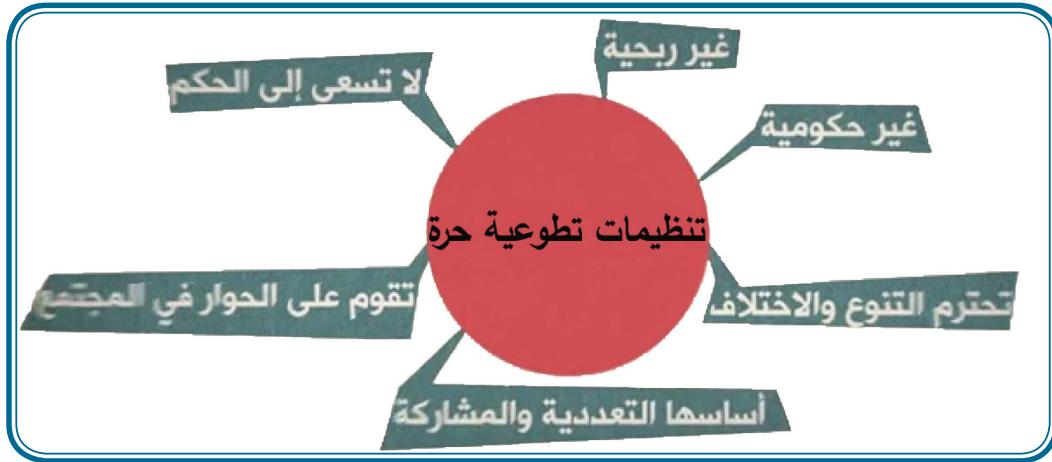 غير ربحية
لا تسعى إلى الحكم
غير حكومية
تنظيمات تطوعية حرة
تحترم التنوع والاختلاف
تقوم على الحوار في المجتمع
أساسها التعددية والمشاركة